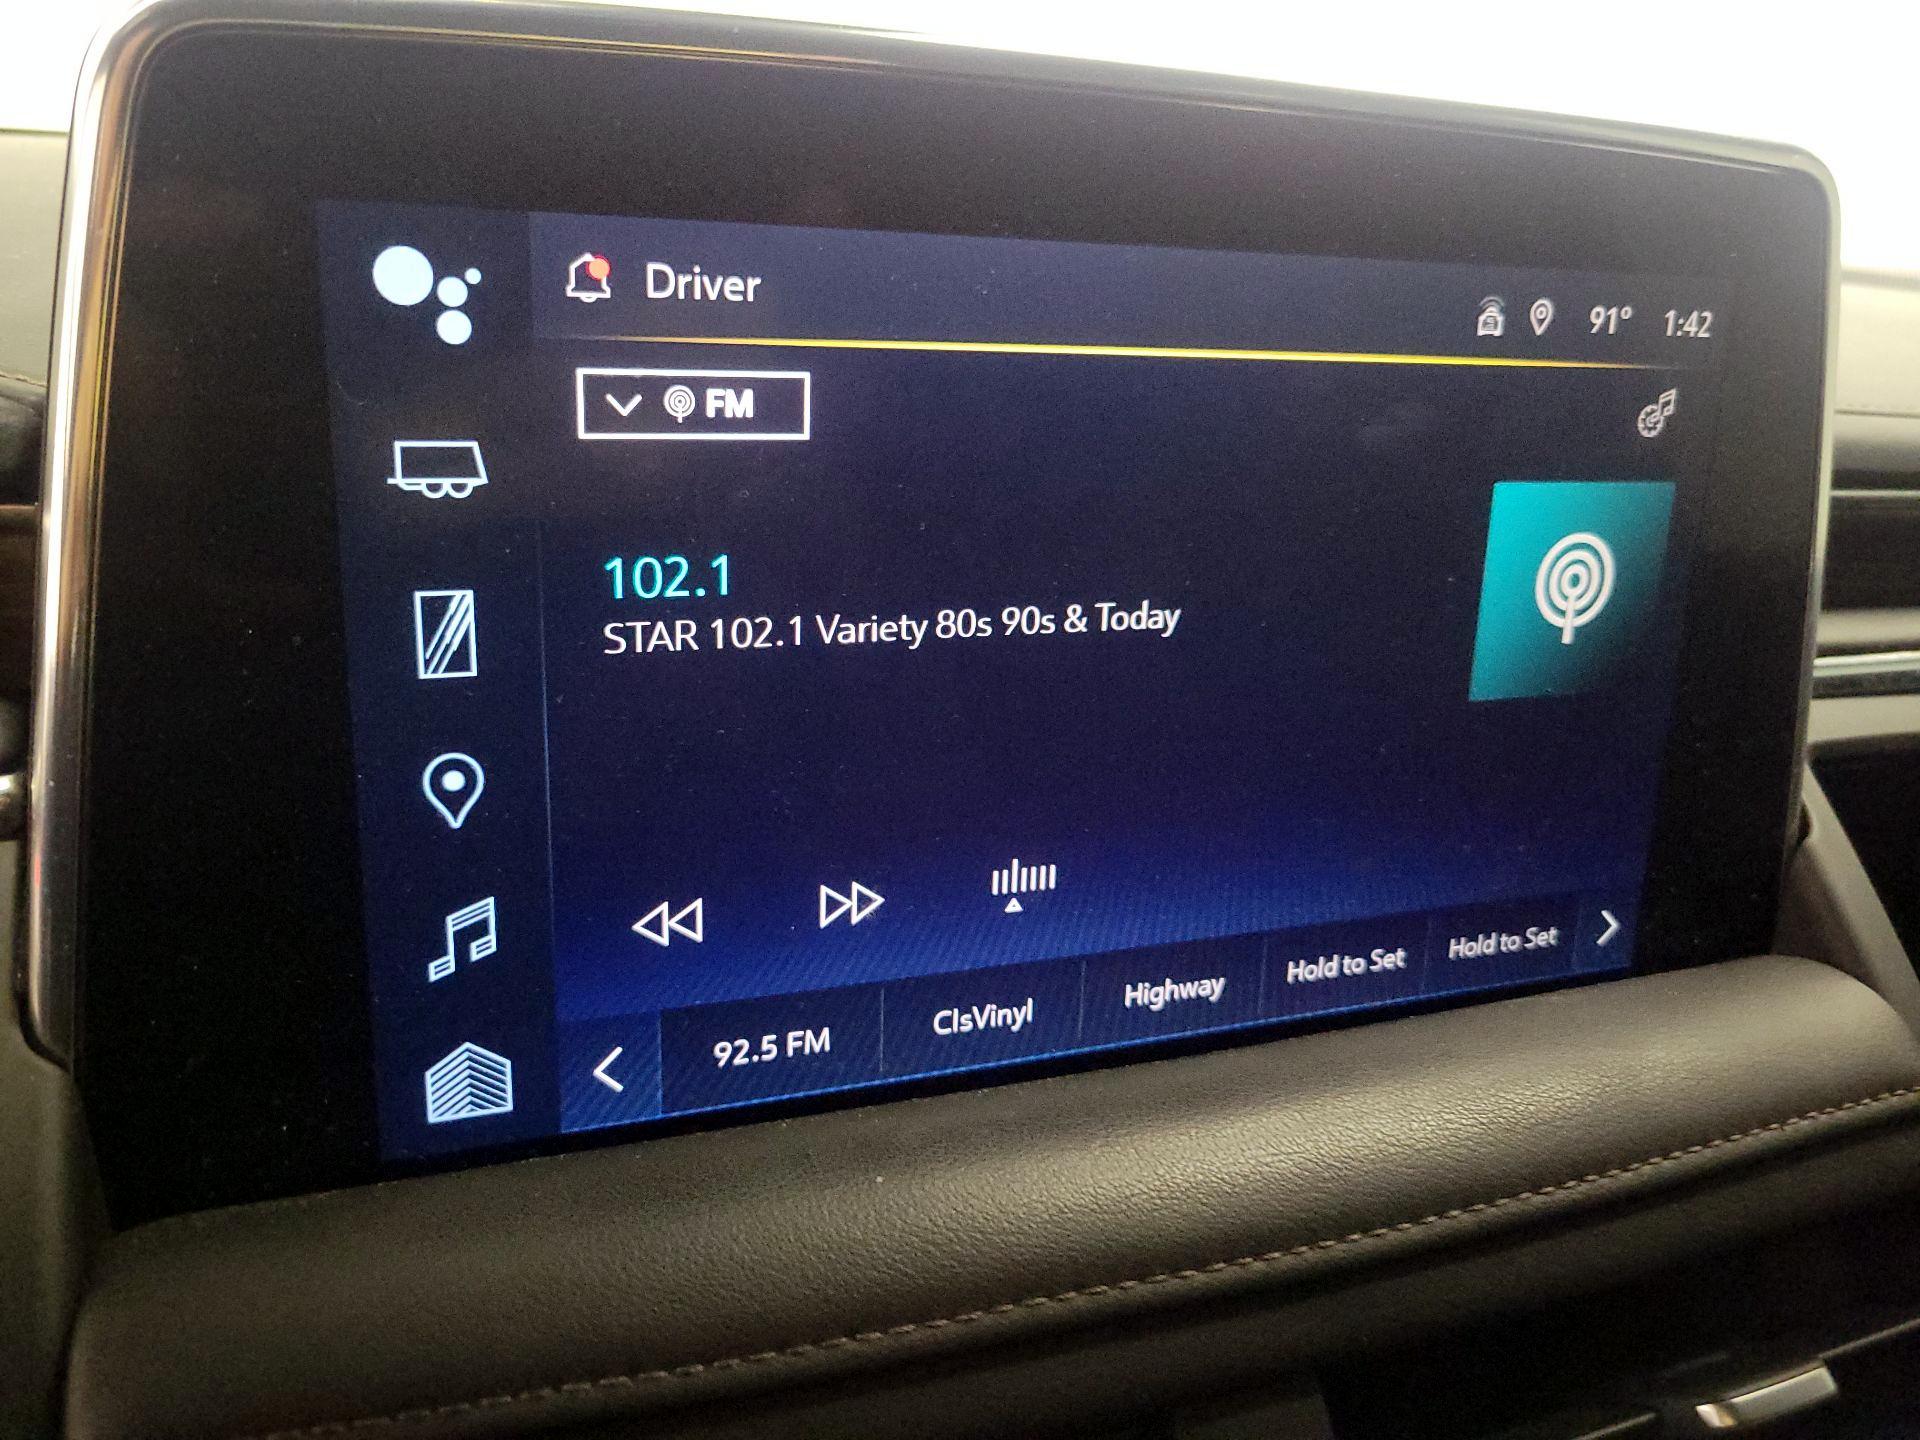 Driver
91° 1:42
FM
102.1
STAR 102.1 Variety 80s 90s & Today
92.5 FM
ClsVinyl
Highway
Hold to Set
Hold to Set